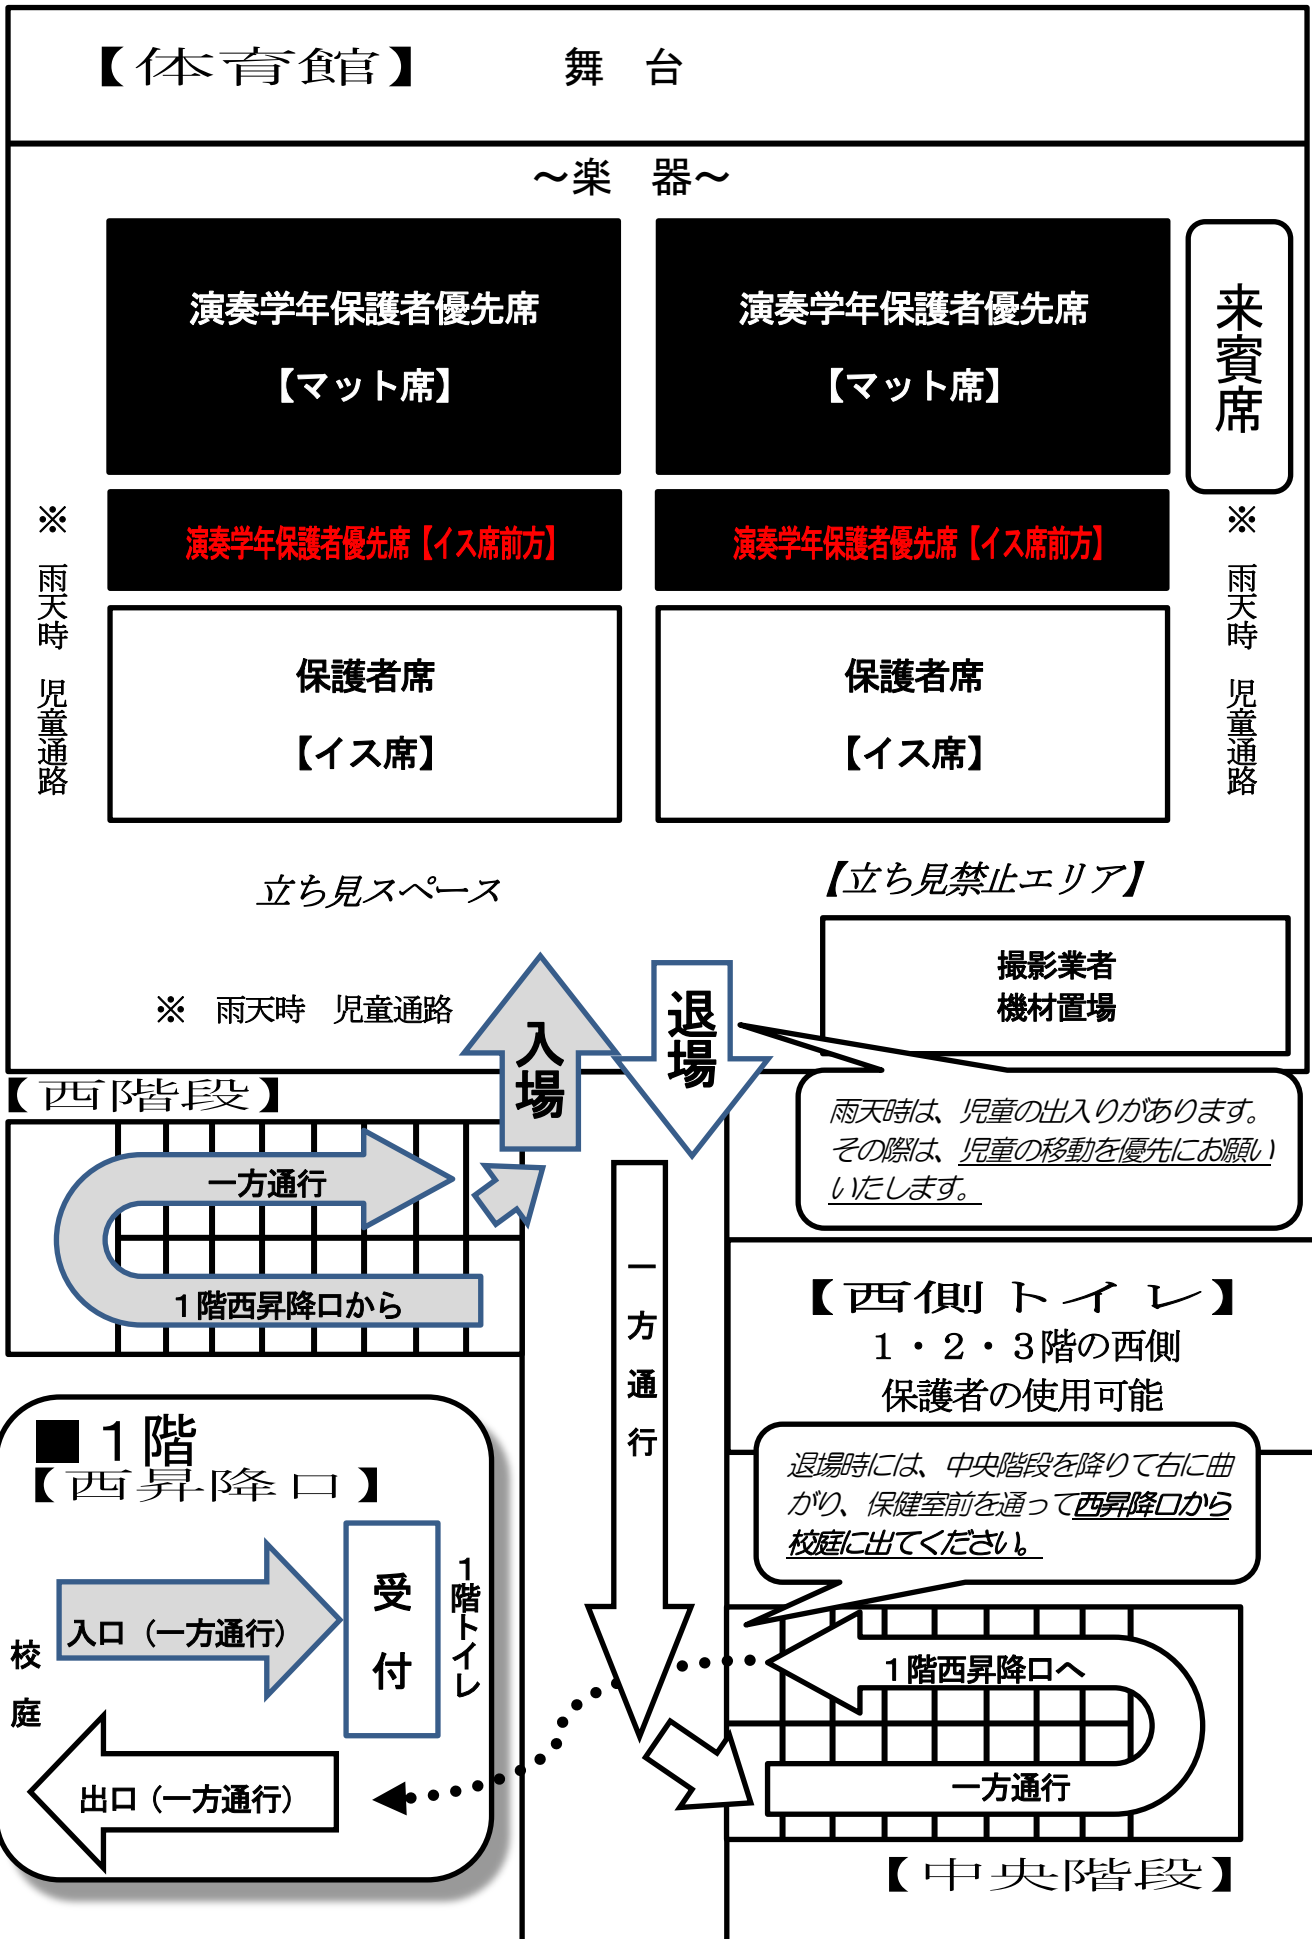 【体育館】　　舞　台
～楽　器～
演奏学年保護者優先席
【マット席】
演奏学年保護者優先席
【マット席】
来賓席
演奏学年保護者優先席【イス席前方】
演奏学年保護者優先席【イス席前方】
※　雨天時　児童通路
※　雨天時　児童通路
保護者席
【イス席】
保護者席
【イス席】
立ち見スペース
【立ち見禁止エリア】
撮影業者
機材置場
※　雨天時　児童通路
入場
退場
【西階段】
一方通行
１階西昇降口から
雨天時は、児童の出入りがあります。
その際は、児童の移動を優先にお願い
いたします。
一方通行
【西側トイレ】
１・２・３階の西側
保護者の使用可能
退場時には、中央階段を降りて右に曲
がり、保健室前を通って西昇降口から
校庭に出てください。
■１階
【西昇降口】
入口（一方通行）
受付
１階トイレ
校庭
出口（一方通行）
１階西昇降口へ
一方通行
【中央階段】